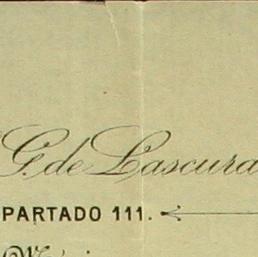 G. de Lascura
PARTADO 111.